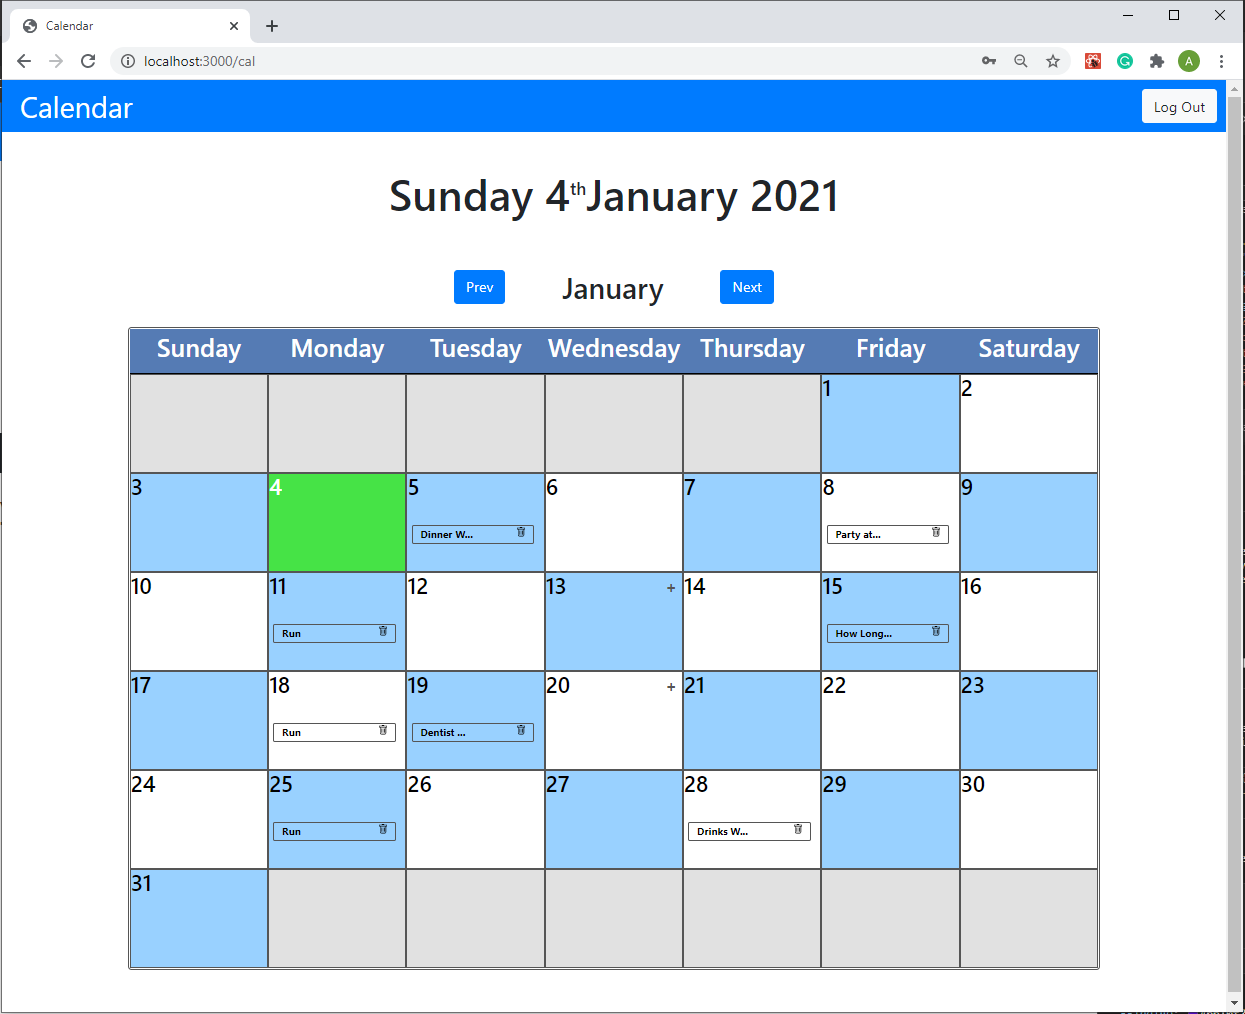 Calendar
localhost:3000/cal
A
Calendar
Log Out
Sunday 4th January 2021
Prev January Next
Sunday Monday Tuesday Wednesday Thursday Friday Saturday
1 2
3 4 5 6 7 8 9
Dinner W... Party at...
10 11 12 13 + 14 15 16
Run How Long...
17 18 19 20 + 21 22 23
Run Dentist ...
24 25 26 27 28 29 30
Run Drinks W...
31